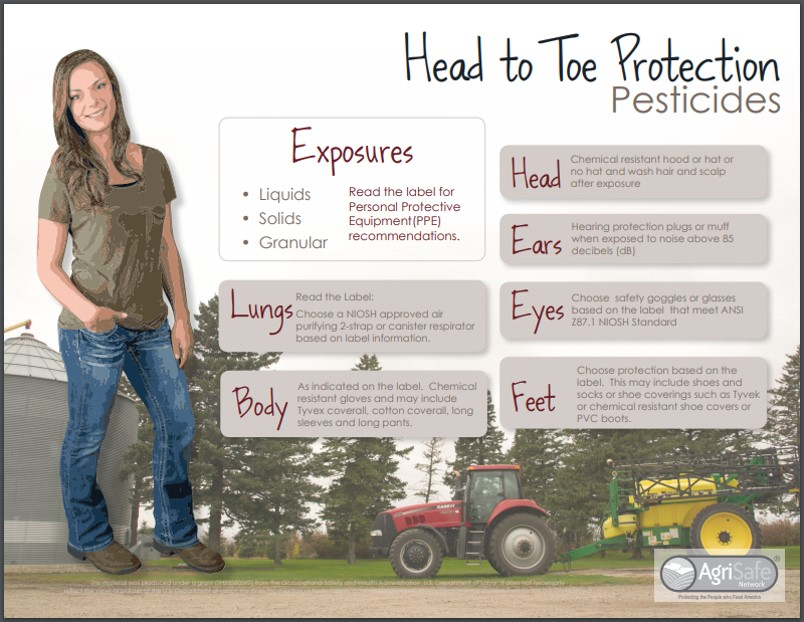 Head to Toe Protection
Pesticides
Exposures
• Liquids
• Solids
• Granular
Read the label for
Personal Protective
Equipment(PPE)
recommendations.
Lungs
Read the Label:
Choose a NIOSH approved air
purifying 2-strap or canister respirator
based on label information.
Body
As indicated on the label. Chemical
resistant gloves and may include
Tyvex coverall, cotton coverall, long
sleeves and long pants.
Head
Chemical resistant hood or hat or
no hat and wash hair and scalp
after exposure
Ears
Hearing protection plugs or muff
when exposed to noise above 85
decibels (dB)
Eyes
Choose safety goggles or glasses
based on the label that meet ANSI
Z87.1 NIOSH Standard
Feet
Choose protection based on the
label. This may include shoes and
socks or shoe coverings such as Tyvek
or chemical resistant shoe covers or
PVC boots.
AgriSafe
Network
®
Protecting the People who Feed America